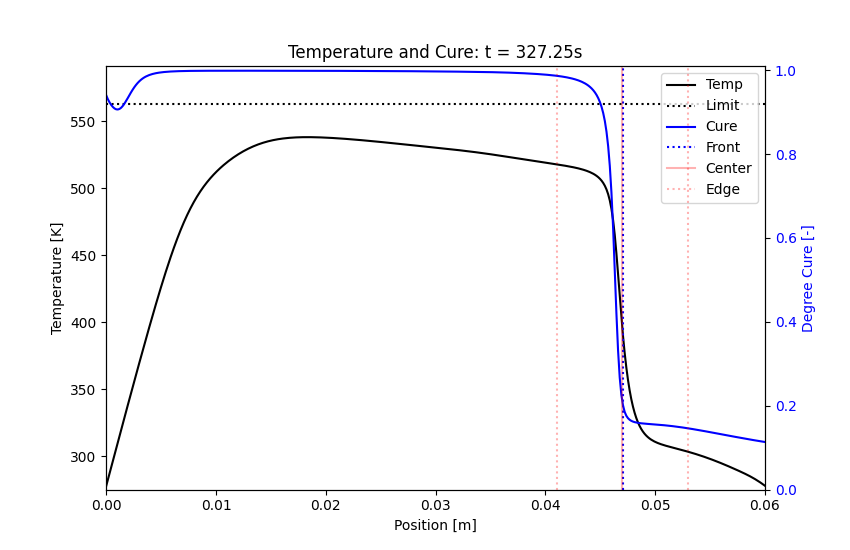 Temperature and Cure: t = 327.25s
Temp
Limit
Cure
Front
Center
Edge
Temperature [K]
550
500
450
400
350
300
Degree Cure [-]
1.0
0.8
0.6
0.4
0.2
0.0
0.00 0.01 0.02 0.03 0.04 0.05 0.06
Position [m]